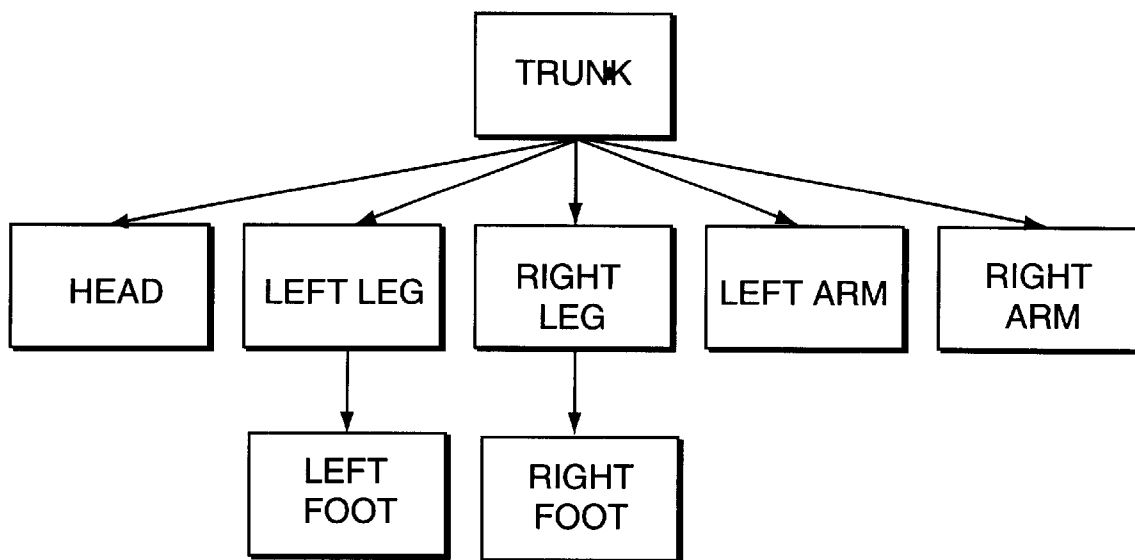 TRUNK
HEAD
LEFT LEG
RIGHT
LEG
LEFT ARM
RIGHT
ARM
LEFT
FOOT
RIGHT
FOOT